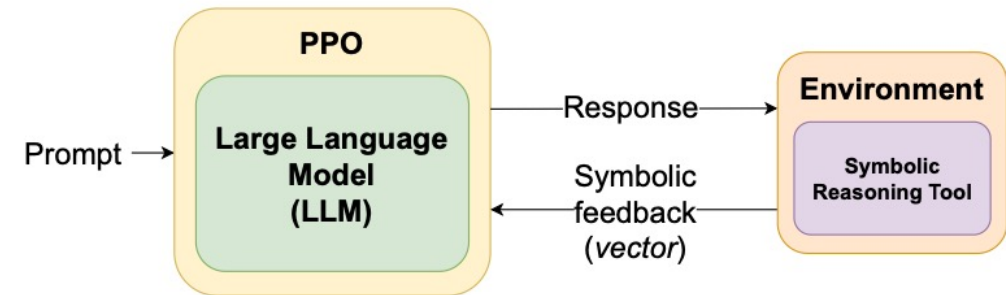 PPO
Large Language
Model
(LLM)
Prompt
Response
Symbolic
feedback
(vector)
Environment
Symbolic
Reasoning Tool